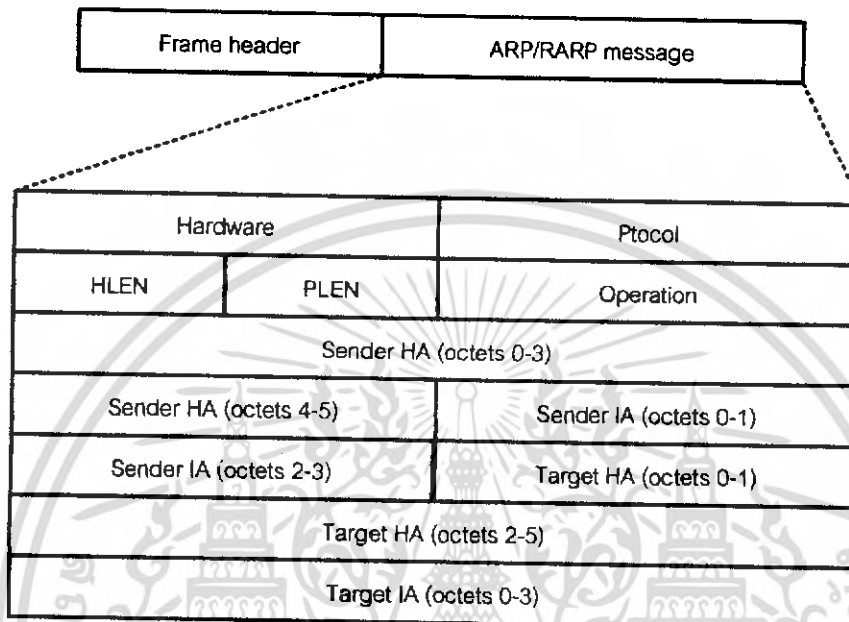 Frame header
ARP/RARP message
Hardware
Ptocol
HLEN
PLEN
Operation
Sender HA (octets 0-3)
Sender HA (octets 4-5)
Sender IA (octets 0-1)
Sender IA (octets 2-3)
Target HA (octets 0-1)
Target HA (octets 2-5)
Target IA (octets 0-3)